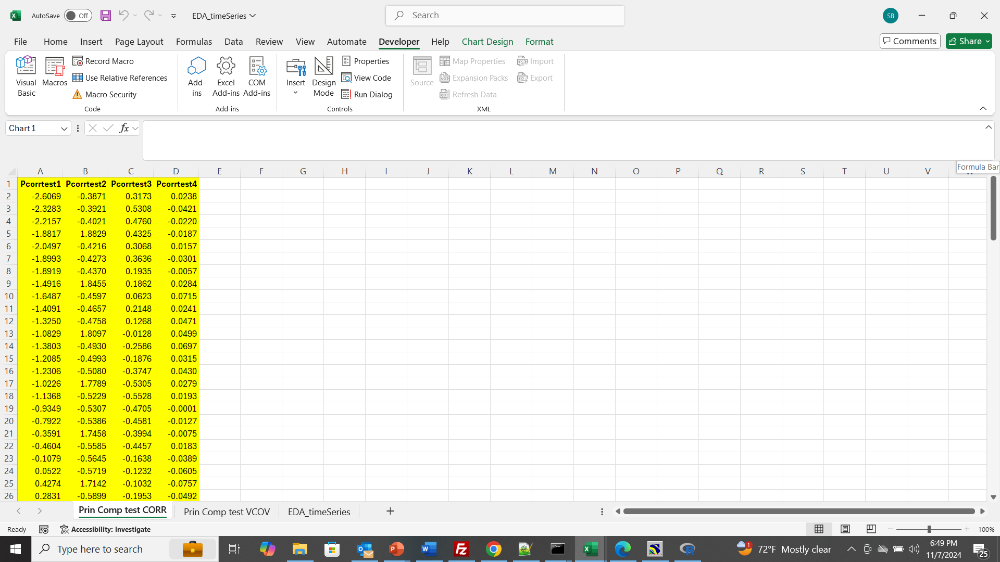 AutoSave Off EDA_timeSeries Search SB
File Home Insert Page Layout Formulas Data Review View Automate Developer Help Chart Design Format Comments Share
Visual Basic
Macros
Record Macro
Use Relative References
Macro Security
Code
Add-ins
Excel Add-ins
COM Add-ins
Add-ins
Insert
Design Mode
Properties
View Code
Run Dialog
Controls
Source
Map Properties
Expansion Packs
Refresh Data
Import
Export
XML
Chart 1 fx
Formula Bar
A B C D E F G H I J K L M N O P Q R S T U V
1 Pcorrtest1 Pcorrtest2 Pcorrtest3 Pcorrtest4
2 -2.6069 -0.3871 0.3173 0.0238
3 -2.3283 -0.3921 0.5308 -0.0421
4 -2.2157 -0.4021 0.4760 -0.0220
5 -1.8817 1.8829 0.4325 -0.0187
6 -2.0497 -0.4216 0.3068 0.0157
7 -1.8993 -0.4273 0.3636 -0.0301
8 -1.8919 -0.4370 0.1935 -0.0057
9 -1.4916 1.8455 0.1862 0.0284
10 -1.6487 -0.4597 0.0623 0.0715
11 -1.4091 -0.4657 0.2148 0.0241
12 -1.3250 -0.4758 0.1268 0.0471
13 -1.0829 1.8097 -0.0128 0.0499
14 -1.3803 -0.4930 -0.2586 0.0697
15 -1.2085 -0.4993 -0.1876 0.0315
16 -1.2306 -0.5080 -0.3747 0.0430
17 -1.0226 1.7789 -0.5305 0.0279
18 -1.1368 -0.5229 -0.5528 0.0193
19 -0.9349 -0.5307 -0.4705 -0.0001
20 -0.7922 -0.5386 -0.4581 -0.0127
21 -0.3591 1.7458 -0.3994 -0.0075
22 -0.4604 -0.5585 -0.4457 0.0183
23 -0.1079 -0.5645 -0.1638 -0.0389
24 0.0522 -0.5719 -0.1232 -0.0605
25 0.4274 1.7142 -0.1032 -0.0757
26 0.2831 -0.5899 -0.1953 -0.0492
Prin Comp test CORR Prin Comp test VCOV EDA_timeSeries
Ready Accessibility: Investigate 100%
Type here to search 1 72°F Mostly clear 6:49 PM
11/7/2024 25